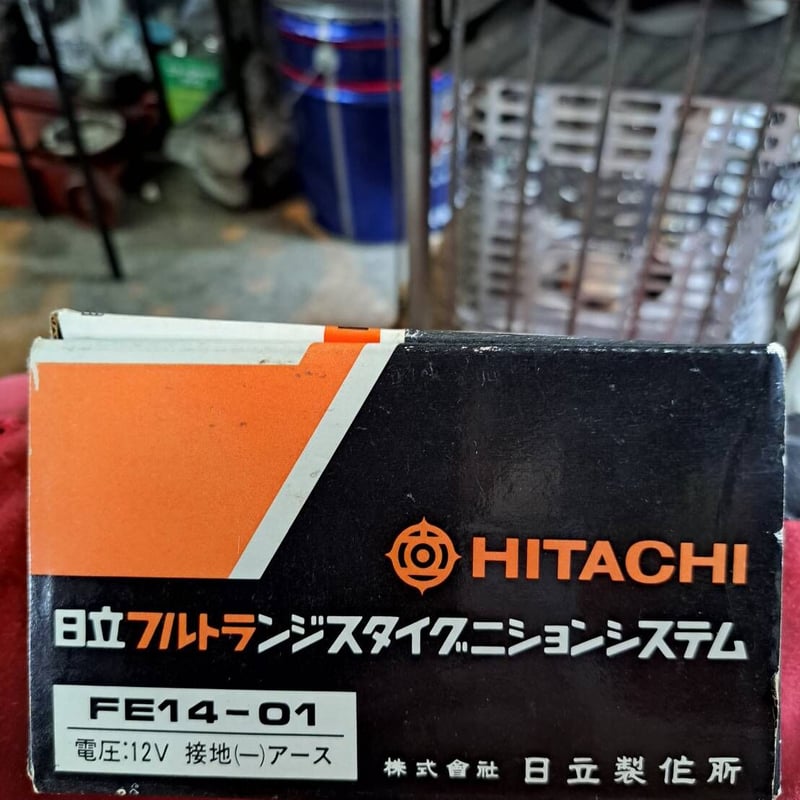 HITACHI
日立フルトランジスタイグニションシステム
FE14-01
電圧:12V 接地(一)アース
株式會社 日立製作所